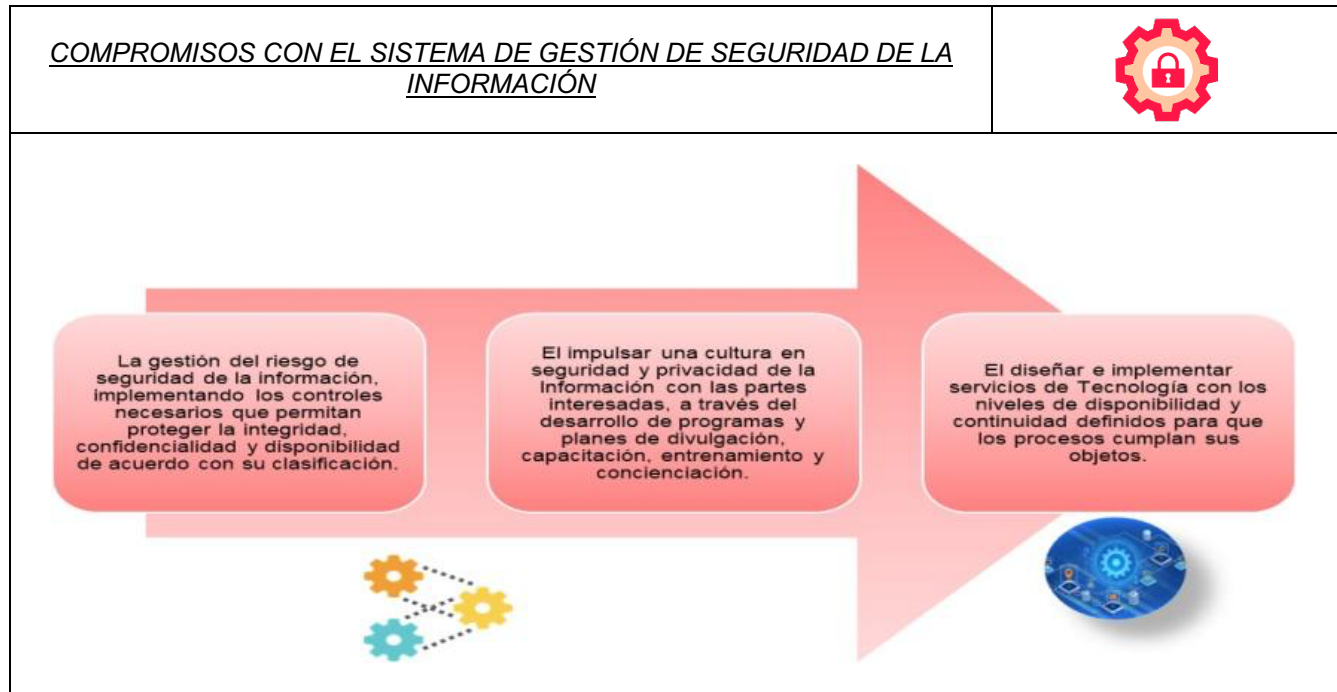 COMPROMISOS CON EL SISTEMA DE GESTIÓN DE SEGURIDAD DE LA
INFORMACIÓN
La gestión del riesgo de
seguridad de la información,
implementando los controles
necesarios que permitan
proteger la integridad,
confidencialidad y disponibilidad
de acuerdo con su clasificación.
El impulsar una cultura en
seguridad y privacidad de la
Información con las partes
interesadas, a través del
desarrollo de programas y
planes de divulgación,
capacitación, entrenamiento y
concienciación.
El diseñar e implementar
servicios de Tecnología con los
niveles de disponibilidad y
continuidad definidos para que
los procesos cumplan sus
objetos.